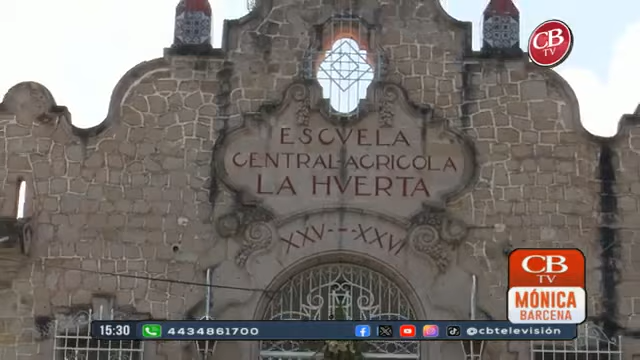 CB
TV
ESCVELA
CENTRAL-AGRICOLA
LA HVERTA
XXV---XXVI
CB
TV
MÓNICA
BARCENA
15:30
4434861700
@cbtelevisión